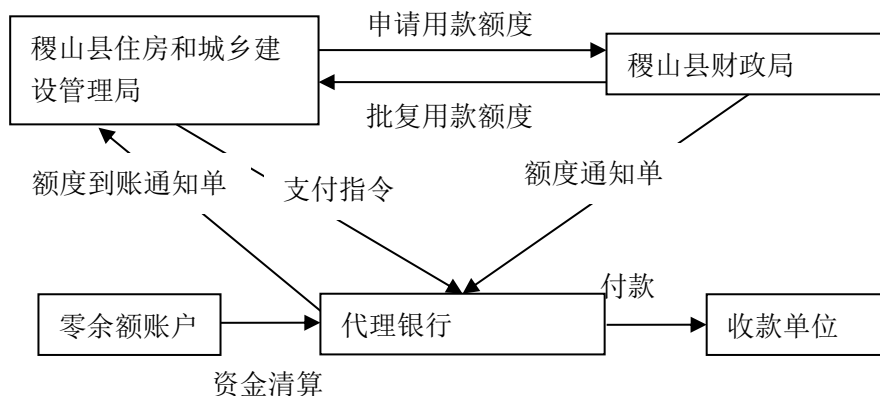 申请用款额度
稷山县住房和城乡建
设管理局
稷山县财政局
批复用款额度
额度到账通知单
支付指令
额度通知单
付款
零余额账户
代理银行
收款单位
资金清算